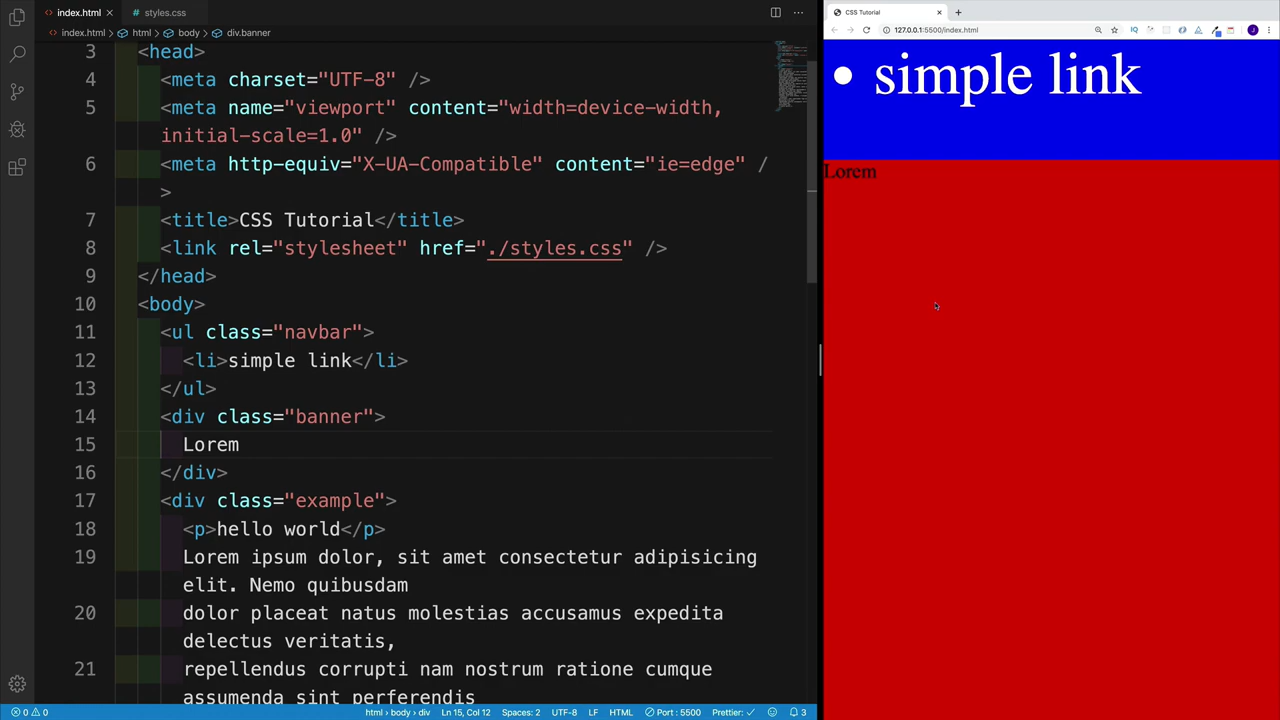 index.html
styles.css
index.html > html > body > div.banner
3 <head>
4 <meta charset="UTF-8" />
5 <meta name="viewport" content="width=device-width,
initial-scale=1.0" />
6 <meta http-equiv="X-UA-Compatible" content="ie=edge" /
>
7 <title>CSS Tutorial</title>
8 <link rel="stylesheet" href="./styles.css" />
9 </head>
10 <body>
11 <ul class="navbar">
12 <li>simple link</li>
13 </ul>
14 <div class="banner">
15 Lorem
16 </div>
17 <div class="example">
18 <p>hello world</p>
19 Lorem ipsum dolor, sit amet consectetur adipisicing
elit. Nemo quibusdam
20 dolor placeat natus molestias accusamus expedita
delectus veritatis,
21 repellendus corrupti nam nostrum ratione cumque
assumenda sint perferendis
0 0
html > body > div
Ln 15, Col 12
Spaces: 2
UTF-8
LF
HTML
Port : 5500
Prettier: ✓
3
CSS Tutorial
127.0.0.1:5500/index.html
• simple link
Lorem